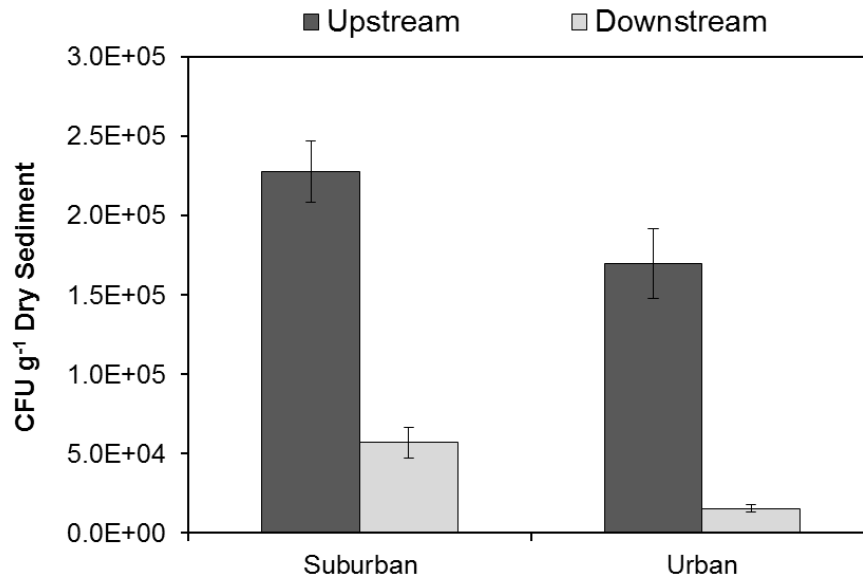 Upstream Downstream
3.0E+05
2.5E+05
2.0E+05
1.5E+05
1.0E+05
5.0E+04
0.0E+00
CFU g⁻¹ Dry Sediment
Suburban Urban